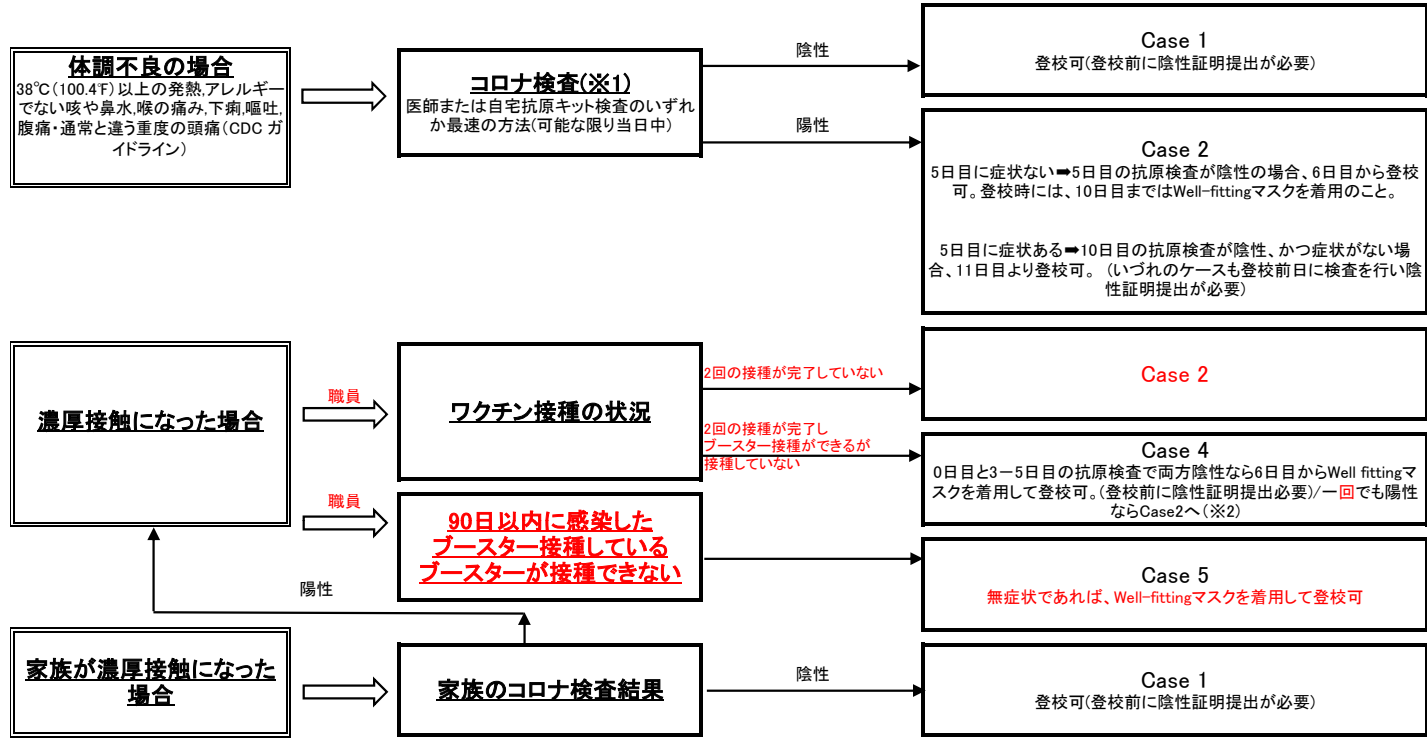 体調不良の場合
38℃(100.4℉)以上の発熱,アレルギー
でない咳や鼻水,喉の痛み,下痢,嘔吐,
腹痛・通常と違う重度の頭痛(CDC ガ
イドライン)
コロナ検査(※1)
医師または自宅抗原キット検査のいずれ
か最速の方法(可能な限り当日中)
陰性
Case 1
登校可(登校前に陰性証明提出が必要)
陽性
Case 2
5日目に症状ない➡5日目の抗原検査が陰性の場合、6日目から登校
可。登校時には、10日目まではWell-fittingマスクを着用のこと。
5日目に症状ある➡10日目の抗原検査が陰性、かつ症状がない場
合、11日目より登校可。 (いづれのケースも登校前日に検査を行い陰
性証明提出が必要)
濃厚接触になった場合
職員
ワクチン接種の状況
2回の接種が完了していない
Case 2
2回の接種が完了し
ブースター接種ができるが
接種していない
Case 4
0日目と3－5日目の抗原検査で両方陰性なら6日目からWell fittingマ
スクを着用して登校可。(登校前に陰性証明提出必要)/一回でも陽性
ならCase2へ(※2)
職員
90日以内に感染した
ブースター接種している
ブースターが接種できない
Case 5
無症状であれば、Well-fittingマスクを着用して登校可
陽性
家族が濃厚接触になった
場合
家族のコロナ検査結果
陰性
Case 1
登校可(登校前に陰性証明提出が必要)